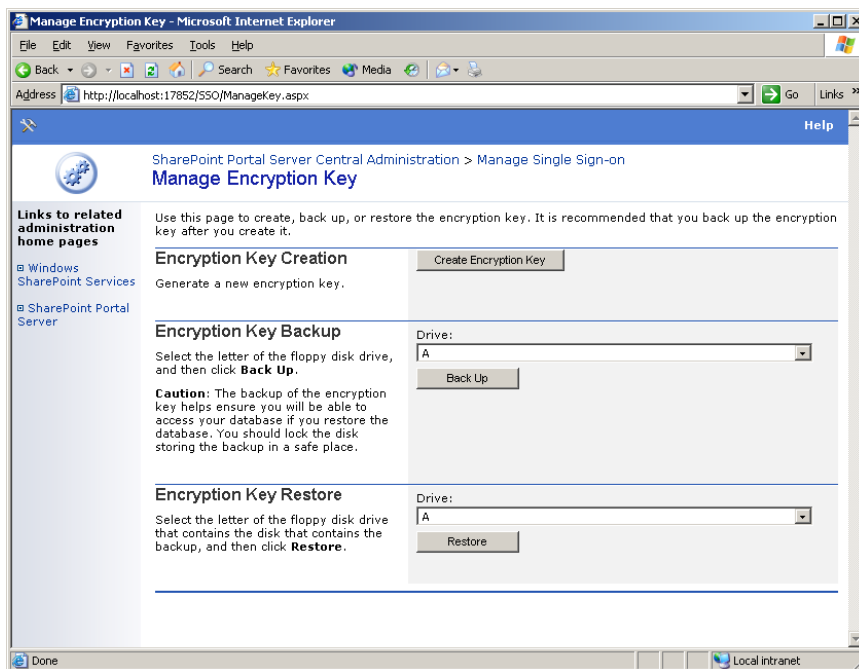 Manage Encryption Key - Microsoft Internet Explorer
File Edit View Favorites Tools Help
Back Search Favorites Media
Address http://localhost:17852/SSO/ManageKey.aspx Go Links »
Help
SharePoint Portal Server Central Administration > Manage Single Sign-on
Manage Encryption Key
Links to related
administration
home pages
Windows
SharePoint Services
SharePoint Portal
Server
Use this page to create, back up, or restore the encryption key. It is recommended that you back up the encryption
key after you create it.
Encryption Key Creation
Generate a new encryption key.
Create Encryption Key
Encryption Key Backup
Select the letter of the floppy disk drive,
and then click Back Up.
Caution: The backup of the encryption
key helps ensure you will be able to
access your database if you restore the
database. You should lock the disk
storing the backup in a safe place.
Drive:
A
Back Up
Encryption Key Restore
Select the letter of the floppy disk drive
that contains the disk that contains the
backup, and then click Restore.
Drive:
A
Restore
Done
Local intranet